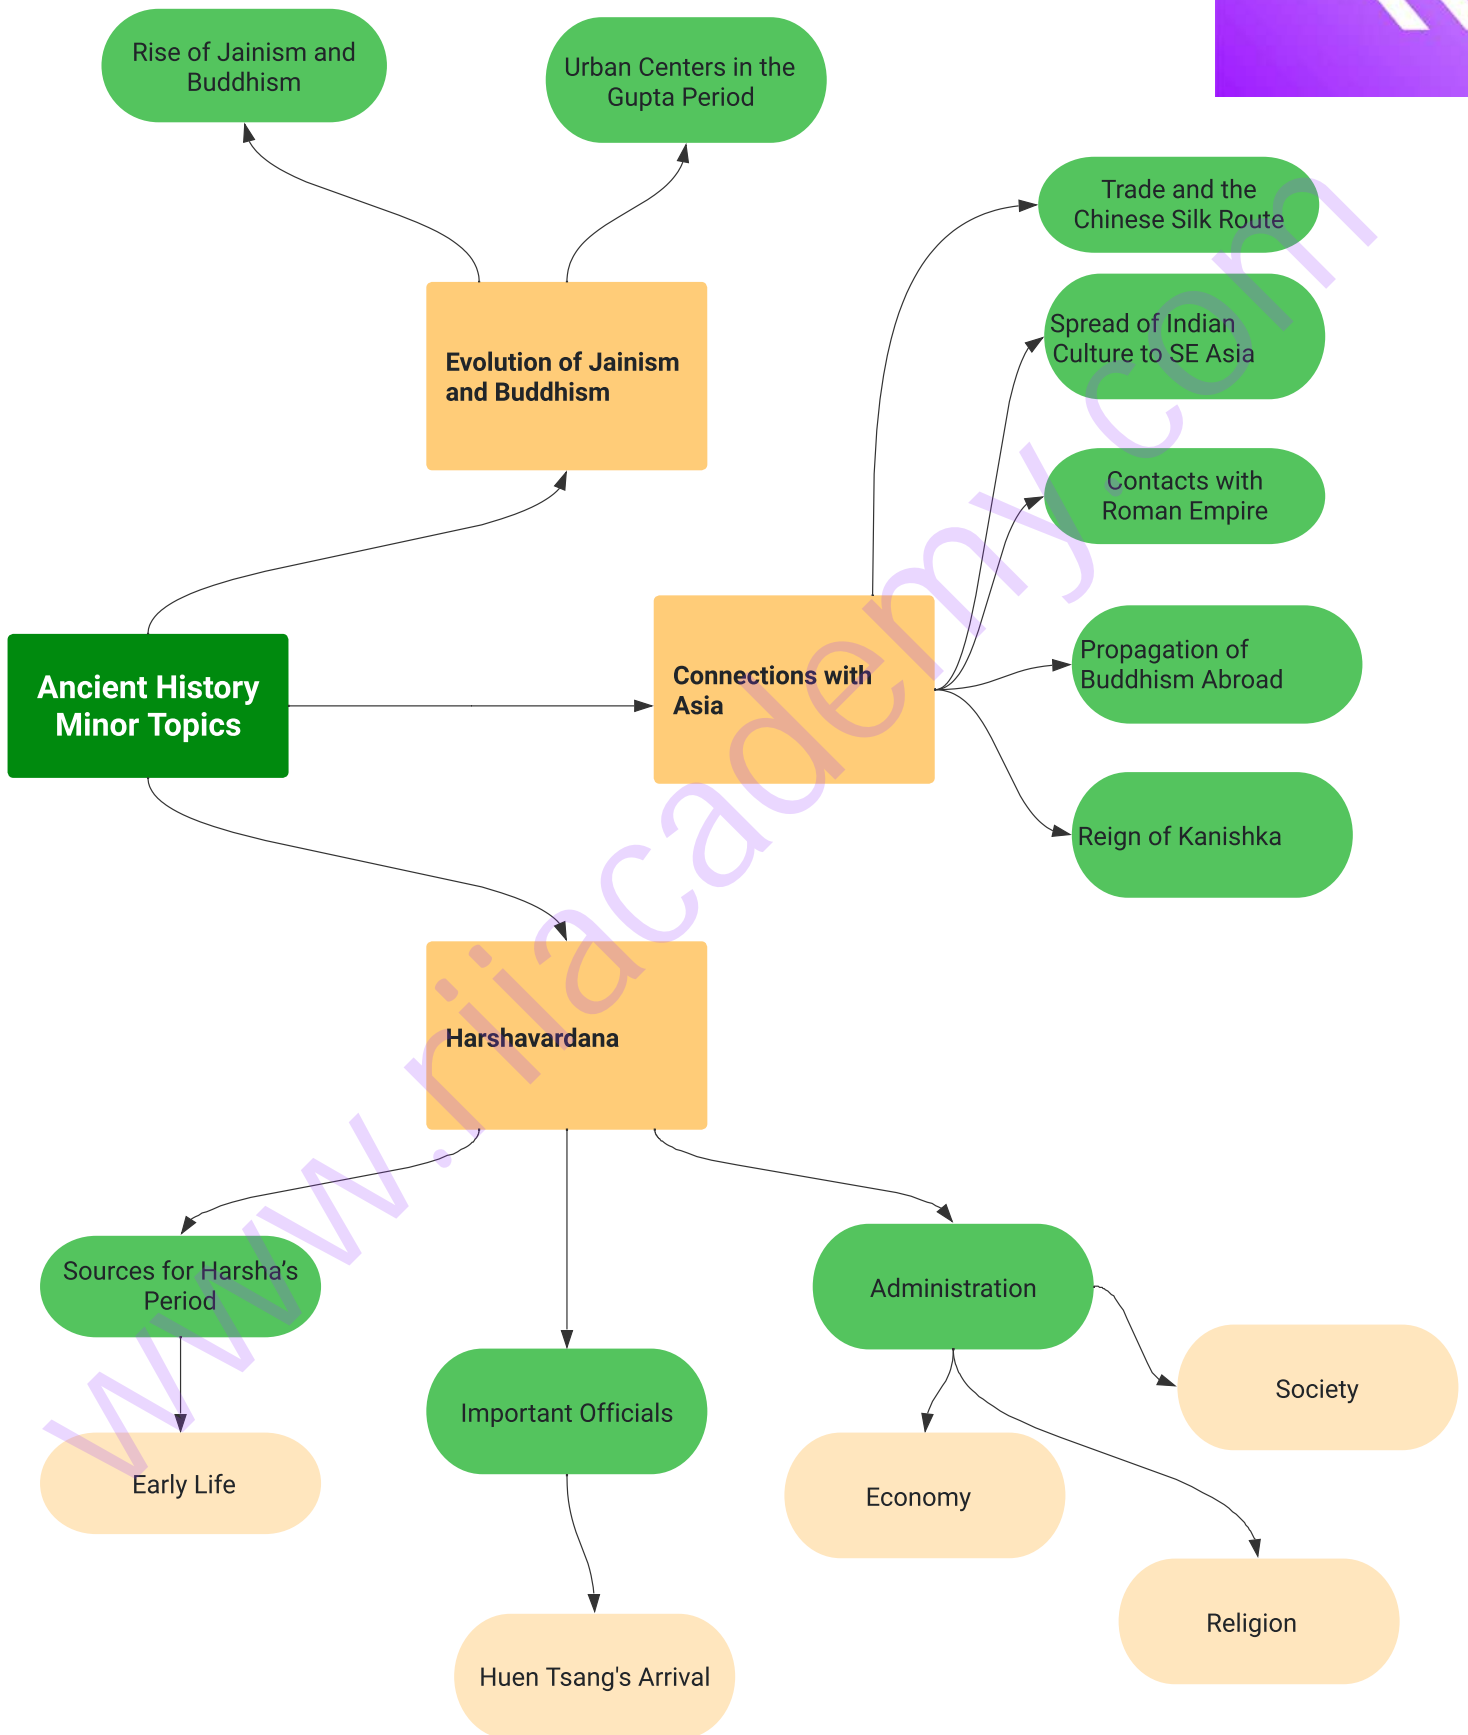 Rise of Jainism and
Buddhism
Urban Centers in the
Gupta Period
Trade and the
Chinese Silk Route
Spread of Indian
Culture to SE Asia
Evolution of Jainism
and Buddhism
Contacts with
Roman Empire
Propagation of
Buddhism Abroad
Connections with
Asia
Ancient History
Minor Topics
Reign of Kanishka
Harshavardana
Sources for Harsha’s
Period
Administration
Important Officials
Society
Early Life
Economy
Religion
Huen Tsang's Arrival